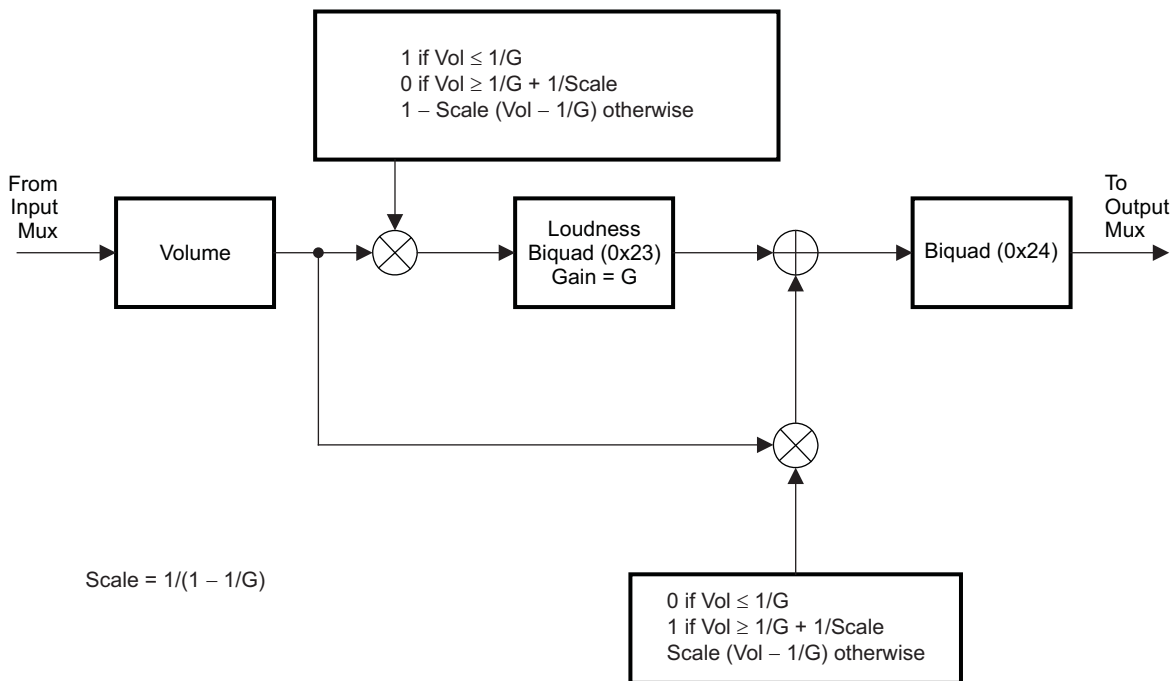 1 if Vol ≤ 1/G
0 if Vol ≥ 1/G + 1/Scale
1 – Scale (Vol – 1/G) otherwise
From
Input
Mux
Volume
Loudness
Biquad (0x23)
Gain = G
Biquad (0x24)
To
Output
Mux
Scale = 1/(1 – 1/G)
0 if Vol ≤ 1/G
1 if Vol ≥ 1/G + 1/Scale
Scale (Vol – 1/G) otherwise